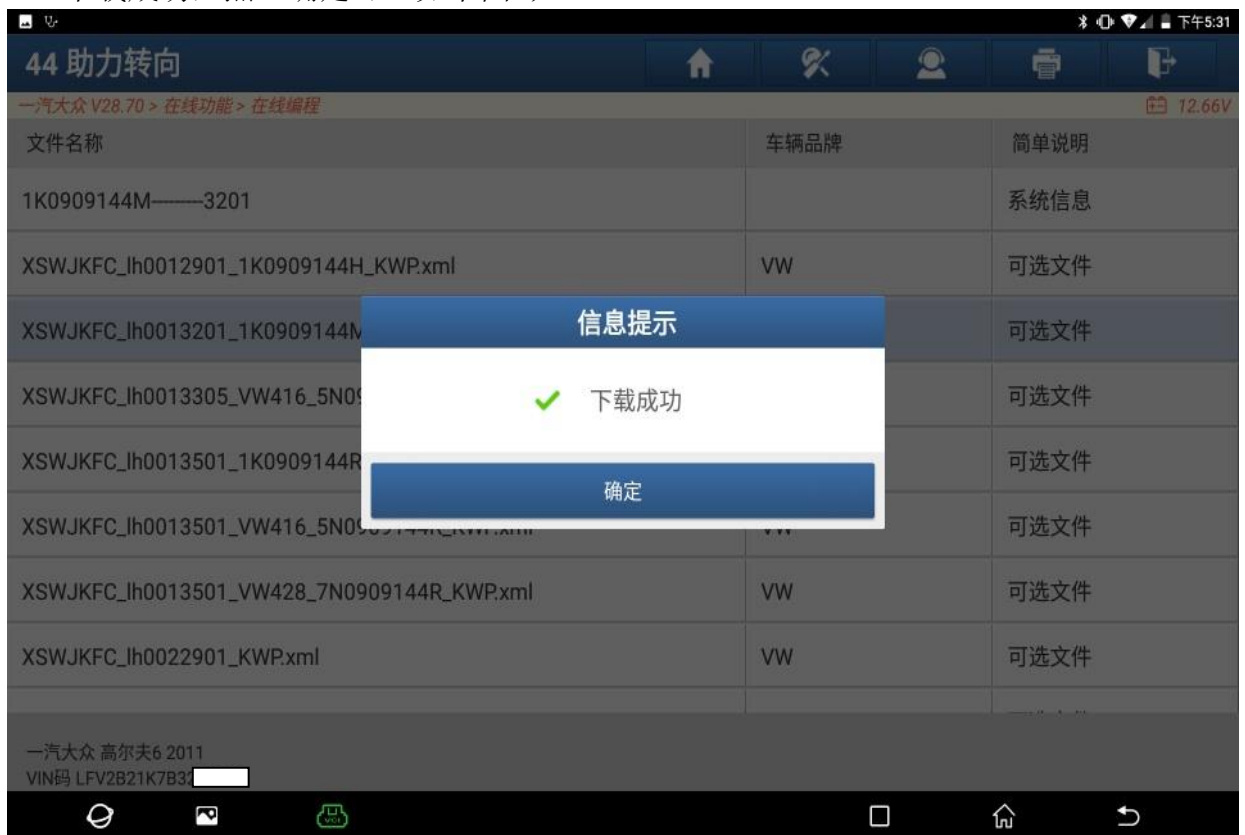 下午5:31
44 助力转向
一汽大众 V28.70 > 在线功能 > 在线编程
12.66V
文件名称 车辆品牌 简单说明
1K0909144M--------3201 系统信息
XSWJKFC_lh0012901_1K0909144H_KWP.xml VW 可选文件
XSWJKFC_lh0013201_1K0909144M 可选文件
信息提示
XSWJKFC_lh0013305_VW416_5N09 可选文件
下载成功
XSWJKFC_lh0013501_1K0909144R 可选文件
确定
XSWJKFC_lh0013501_VW416_5N0909144R_KWP.xml VW 可选文件
XSWJKFC_lh0013501_VW428_7N0909144R_KWP.xml VW 可选文件
XSWJKFC_lh0022901_KWP.xml VW 可选文件
一汽大众 高尔夫6 2011
VIN码 LFV2B21K7B32
VCI